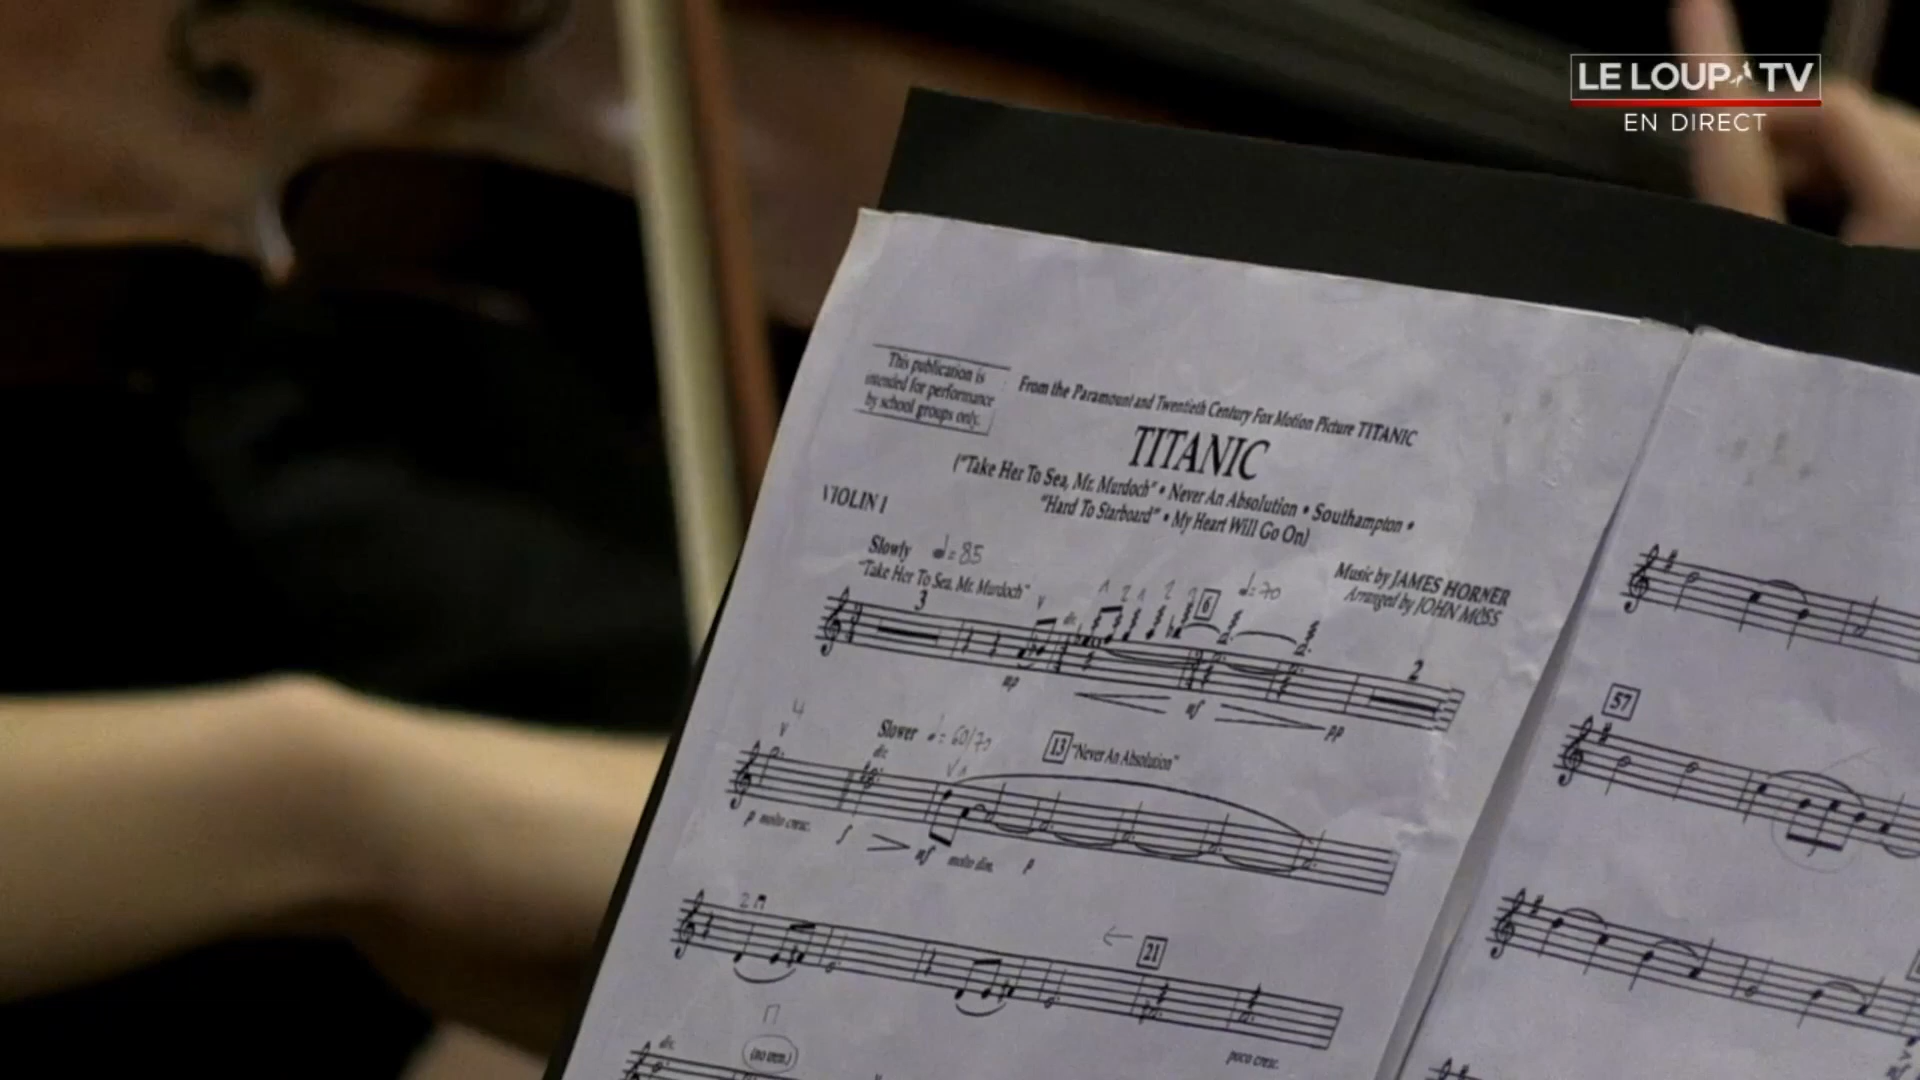 LE LOUP TV
EN DIRECT
This publication is
intended for performance
by school groups only.
From the Paramount and Twentieth Century Fox Motion Picture TITANIC
TITANIC
("Take Her To Sea, Mr. Murdoch" • Never An Absolution • Southampton •
"Hard To Starboard" • My Heart Will Go On)
VIOLIN I
Music by JAMES HORNER
Arranged by JOHN MOSS
Slowly = 85
"Take Her To Sea, Mr. Murdoch"
3
6
= 70
2
mp
mf
pp
4
Slower = 60/70
div.
13 "Never An Absolution"
p molto cresc.
f
mf
molto dim.
p
2
21
poco cresc.
div.
57